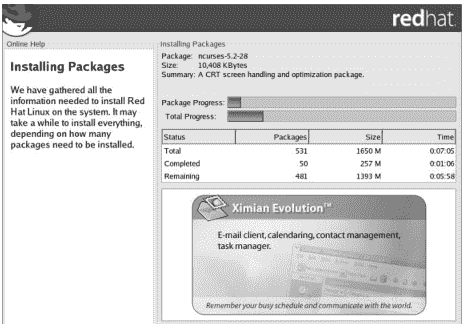 redhat.
Online Help
Installing Packages
We have gathered all the
information needed to install Red
Hat Linux on the system. It may
take a while to install everything,
depending on how many
packages need to be installed.
Installing Packages
Package: ncurses-5.2-28
Size: 10,408 KBytes
Summary: A CRT screen handling and optimization package.
Package Progress:
Total Progress:
Status Packages Size Time
Total 531 1650 M 0:07:05
Completed 50 257 M 0:01:06
Remaining 481 1393 M 0:05:58
Ximian Evolution™
E-mail client, calendaring, contact management,
task manager.
Remember your busy schedule and communicate with the world.